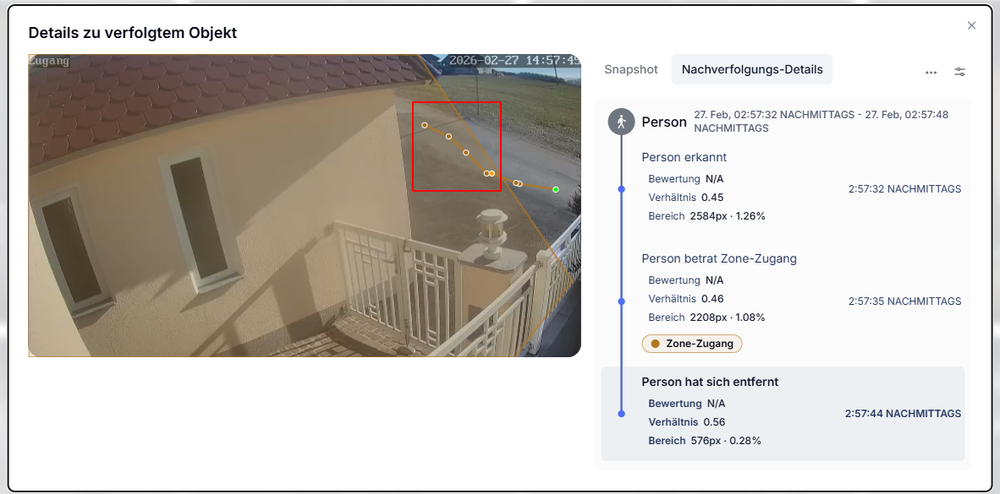 Details zu verfolgtem Objekt
Zugang
2026-02-27 14:57:45
Snapshot
Nachverfolgungs-Details
Person
27. Feb, 02:57:32 NACHMITTAGS - 27. Feb, 02:57:48
NACHMITTAGS
Person erkannt
Bewertung N/A
Verhältnis 0.45
2:57:32 NACHMITTAGS
Bereich 2584px · 1.26%
Person betrat Zone-Zugang
Bewertung N/A
Verhältnis 0.46
2:57:35 NACHMITTAGS
Bereich 2208px · 1.08%
Zone-Zugang
Person hat sich entfernt
Bewertung N/A
2:57:44 NACHMITTAGS
Verhältnis 0.56
Bereich 576px · 0.28%